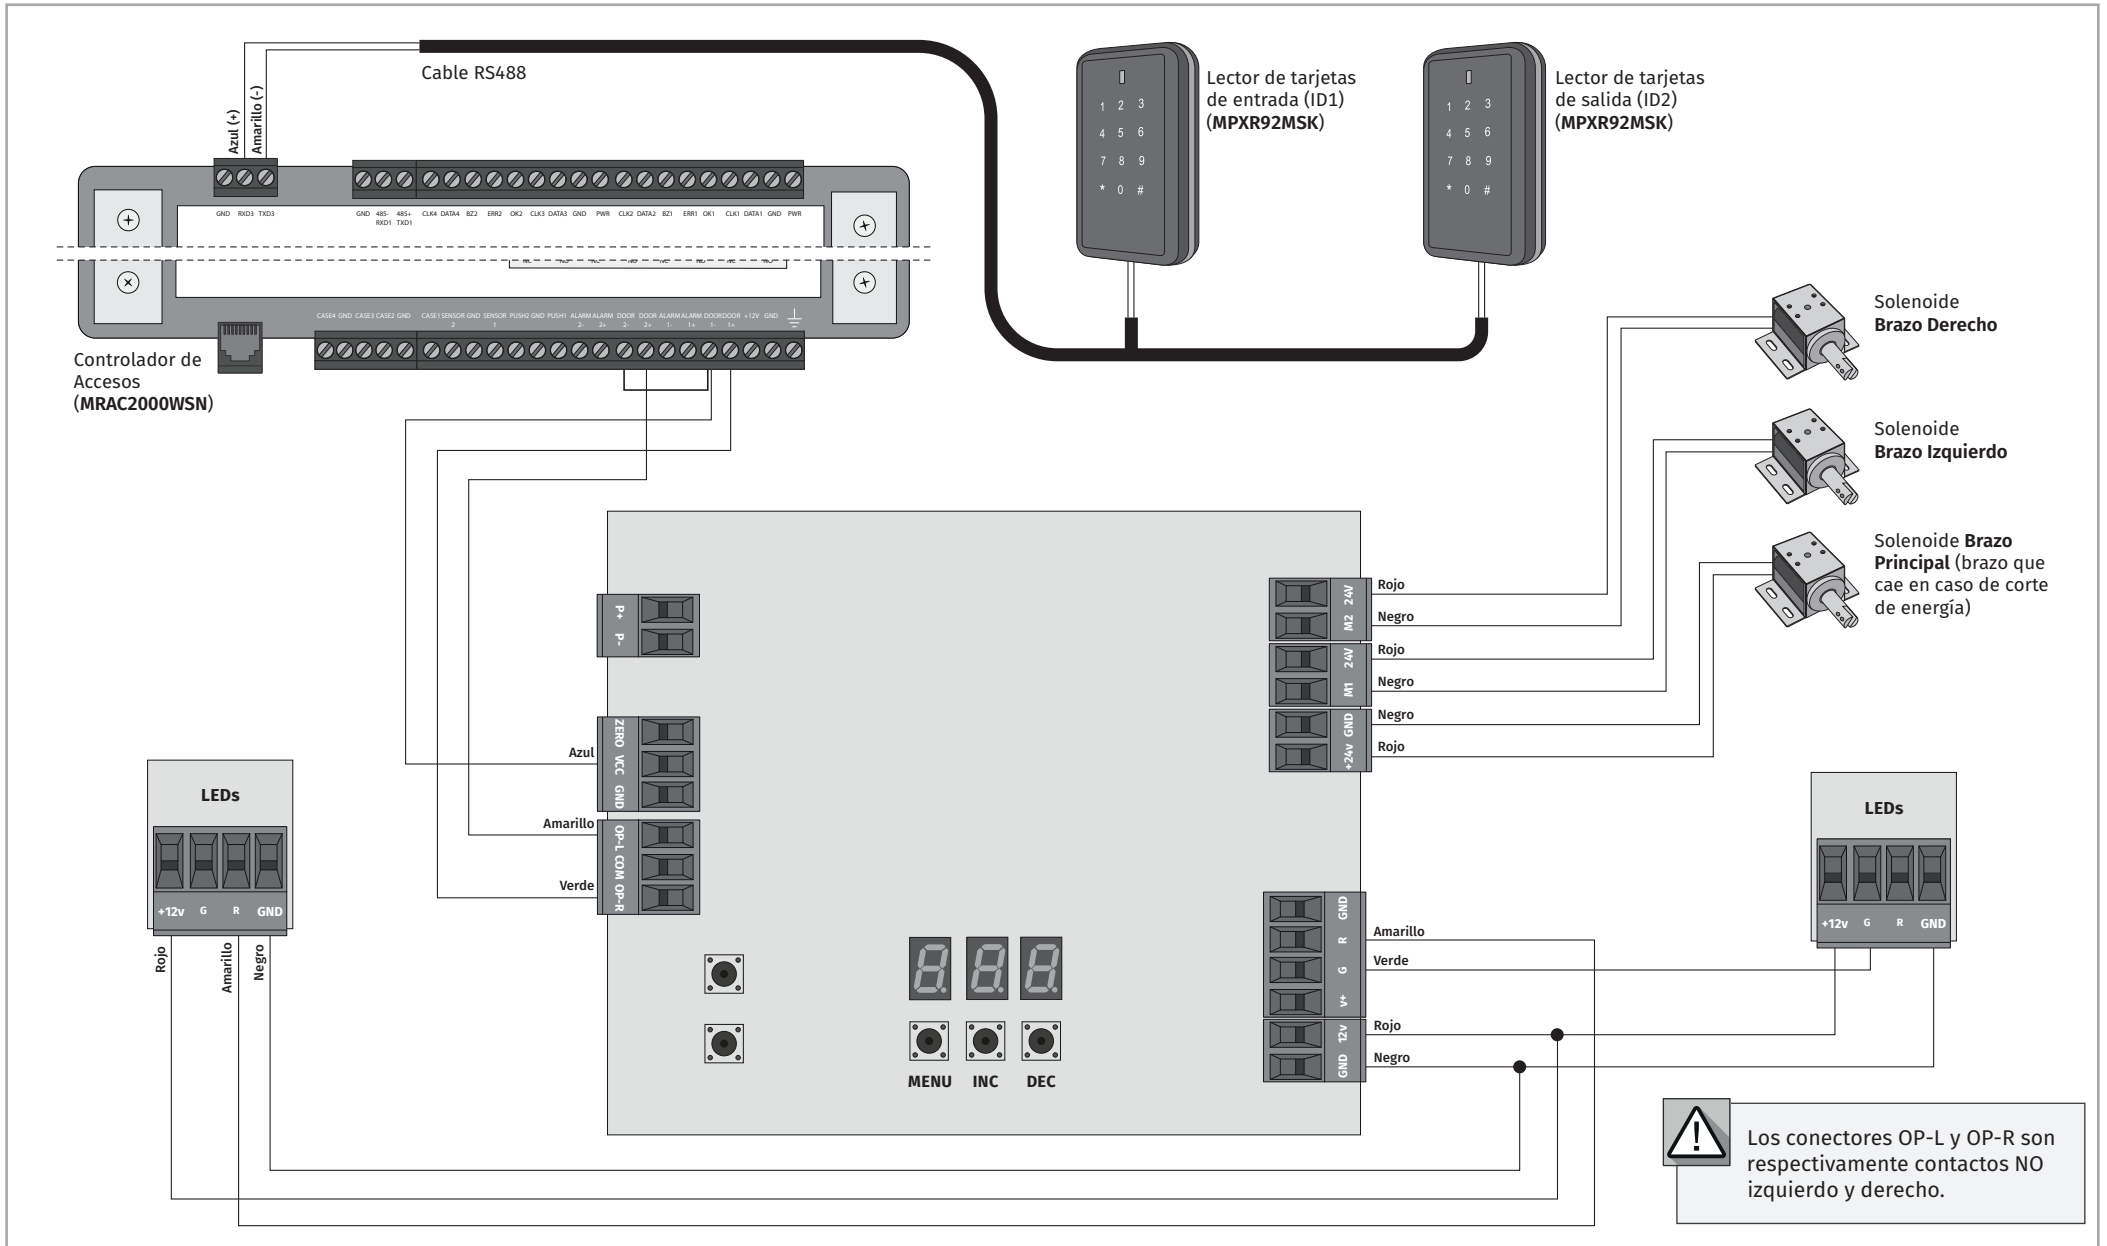 Cable RS488
Azul (+)
Amarillo (-)
Lector de tarjetas
de entrada (ID1)
(MPXR92MSK)
Lector de tarjetas
de salida (ID2)
(MPXR92MSK)
1 2 3
4 5 6
7 8 9
* 0 #
1 2 3
4 5 6
7 8 9
* 0 #
GND RXD3 TXD3
GND 485- 485+ CLK4 DATA4 BZ2 ERR2 OK2 CLK3 DATA3 GND PWR CLK2 DATA2 BZ1 ERR1 OK1 CLK1 DATA1 GND PWR
RXD1 TXD1
CASE4 GND CASE3 CASE2 GND CASE1 SENSOR GND SENSOR PUSH2 GND PUSH1 ALARM ALARM DOOR DOOR ALARM ALARM DOOR DOOR +12V GND
2 1 2- 2+ 2- 2+ 1- 1+ 1- 1+
Controlador de
Accesos
(MRAC2000WSN)
Solenoide
Brazo Derecho
Solenoide
Brazo Izquierdo
Solenoide Brazo
Principal (brazo que
cae en caso de corte
de energía)
P+
P-
24V
Rojo
M2
Negro
24V
Rojo
M1
Negro
GND
Negro
+24v
Rojo
ZERO
Azul
VCC
GND
Amarillo
OP-L
COM
Verde
OP-R
LEDs
+12v G R GND
Rojo
Amarillo
Negro
LEDs
+12v G R GND
GND
R
Amarillo
G
Verde
v+
12v
Rojo
GND
Negro
8. 8. 8.
MENU INC DEC
Los conectores OP-L y OP-R son
respectivamente contactos NO
izquierdo y derecho.